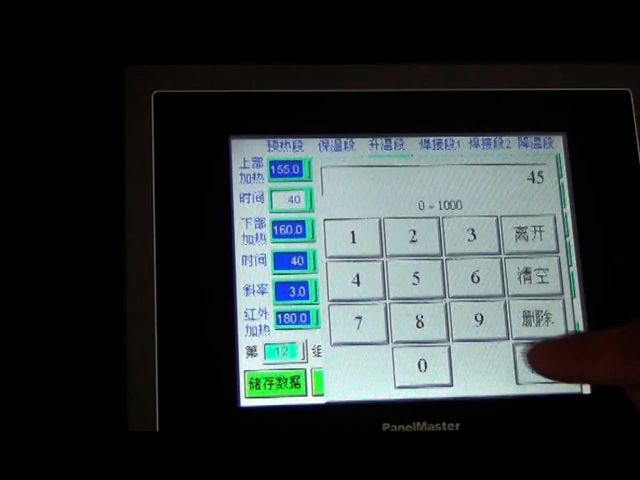 预热段 保温段 升温段 焊接段1 焊接段2 降温段
上部加热 165.0
时间 40
下部加热 160.0
时间 40
斜率 3.0
红外加热 180.0
第 12 组
储存数据
45
0 ~ 1000
1 2 3 离开
4 5 6 清空
7 8 9 删除
0
PanelMaster